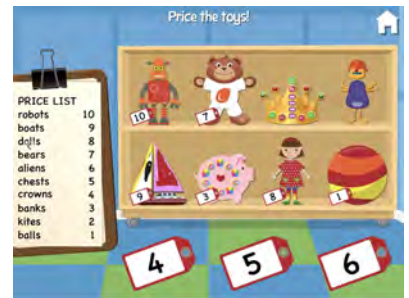 Price the toys!
PRICE LIST
robots 10
boats 9
dolls 8
bears 7
aliens 6
chests 5
crowns 4
banks 3
kites 2
balls 1
10
7
9
3
8
1
4
5
6